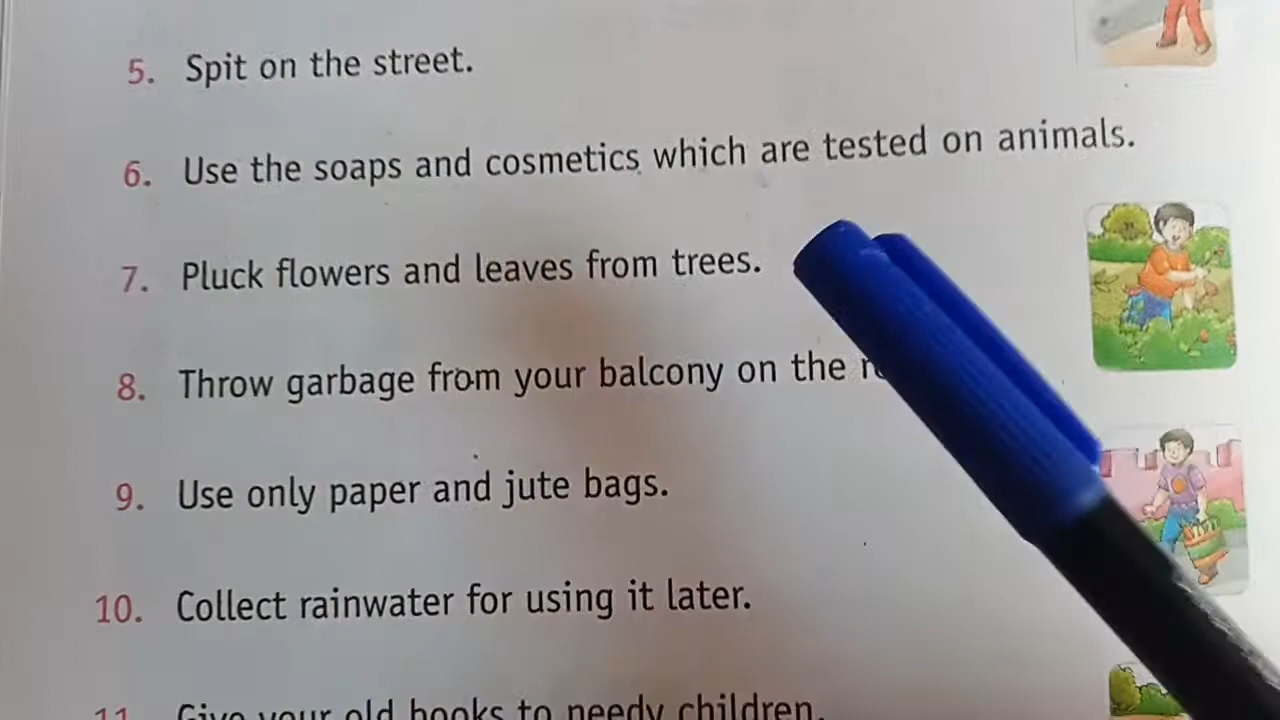 5. Spit on the street.
6. Use the soaps and cosmetics which are tested on animals.
7. Pluck flowers and leaves from trees.
8. Throw garbage from your balcony on the
9. Use only paper and jute bags.
10. Collect rainwater for using it later.
11. Give your old books to needy children.